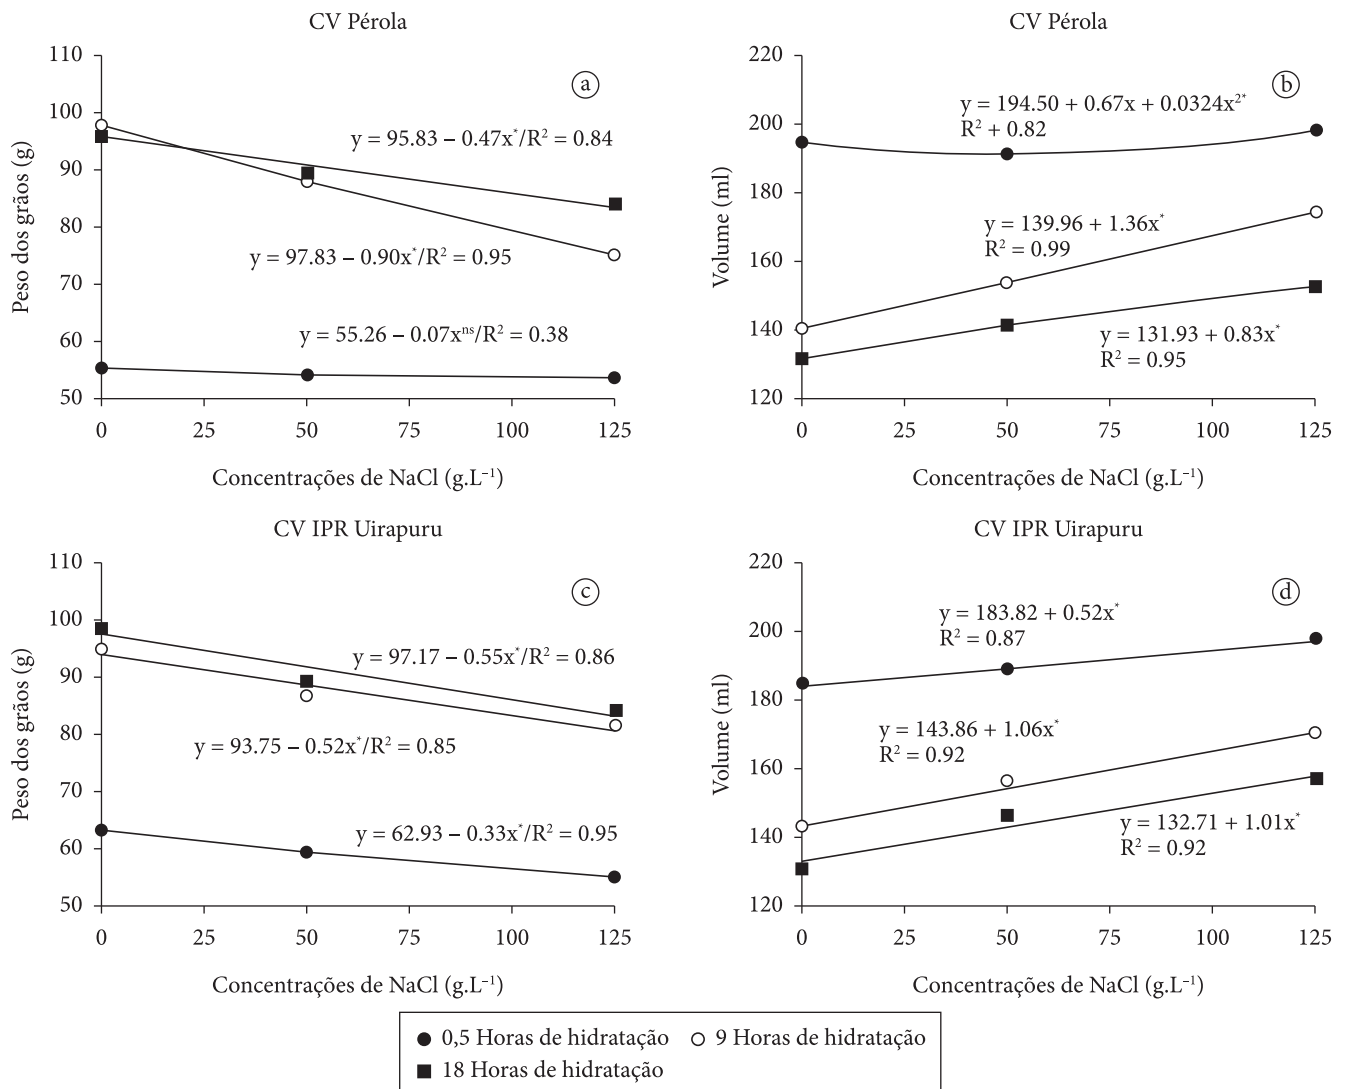 CV Pérola
110
100
90
80
70
60
50
Peso dos grãos (g)
a
y = 95.83 – 0.47x*/R² = 0.84
y = 97.83 – 0.90x*/R² = 0.95
y = 55.26 – 0.07xⁿˢ/R² = 0.38
0 25 50 75 100 125
Concentrações de NaCl (g.L⁻¹)
CV Pérola
220
200
180
160
140
120
Volume (ml)
b
y = 194.50 + 0.67x + 0.0324x²*
R² + 0.82
y = 139.96 + 1.36x*
R² = 0.99
y = 131.93 + 0.83x*
R² = 0.95
0 25 50 75 100 125
Concentrações de NaCl (g.L⁻¹)
CV IPR Uirapuru
110
100
90
80
70
60
50
Peso dos grãos (g)
c
y = 97.17 – 0.55x*/R² = 0.86
y = 93.75 – 0.52x*/R² = 0.85
y = 62.93 – 0.33x*/R² = 0.95
0 25 50 75 100 125
Concentrações de NaCl (g.L⁻¹)
CV IPR Uirapuru
220
200
180
160
140
120
Volume (ml)
d
y = 183.82 + 0.52x*
R² = 0.87
y = 143.86 + 1.06x*
R² = 0.92
y = 132.71 + 1.01x*
R² = 0.92
0 25 50 75 100 125
Concentrações de NaCl (g.L⁻¹)
0,5 Horas de hidratação 9 Horas de hidratação
18 Horas de hidratação